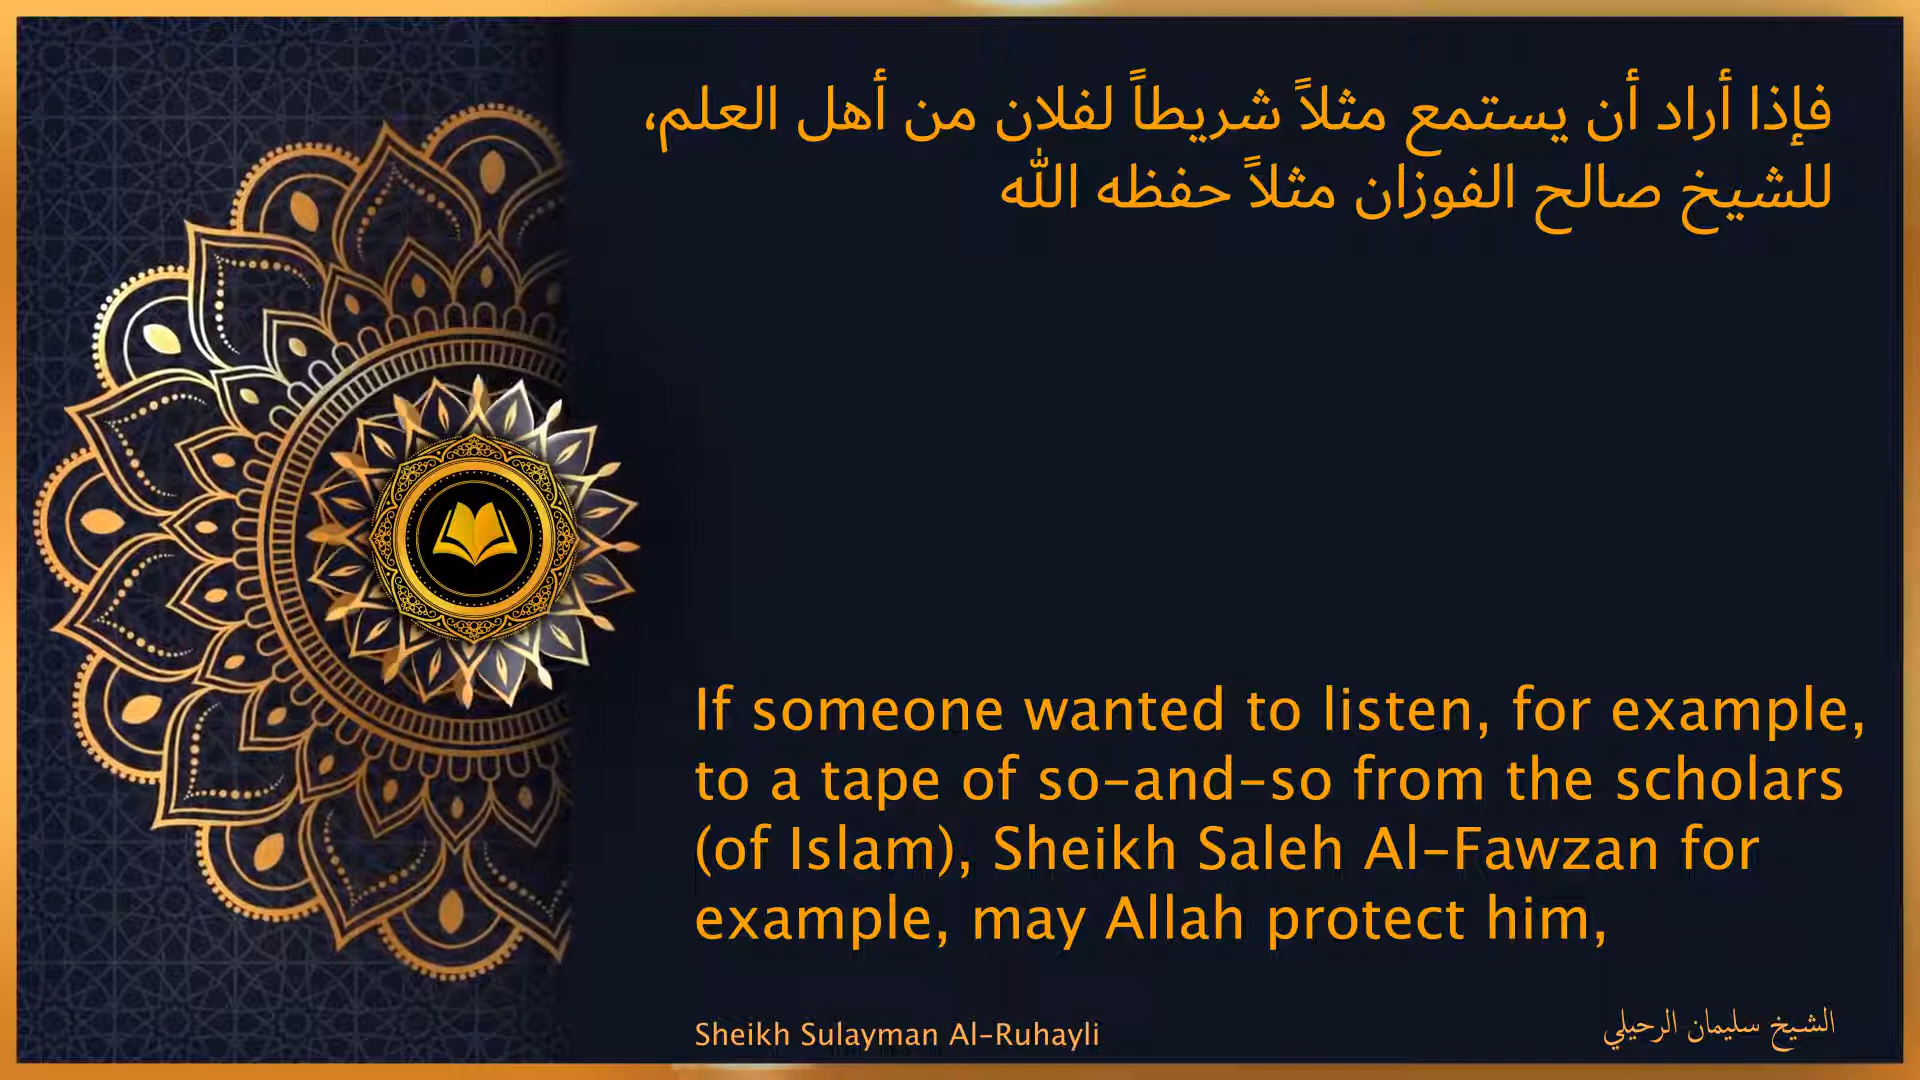 فإذا أراد أن يستمع مثلاً شريطاً لفلان من أهل العلم،
للشيخ صالح الفوزان مثلاً حفظه الله
If someone wanted to listen, for example,
to a tape of so-and-so from the scholars
(of Islam), Sheikh Saleh Al-Fawzan for
example, may Allah protect him,
Sheikh Sulayman Al-Ruhayli
الشيخ سليمان الرحيلي